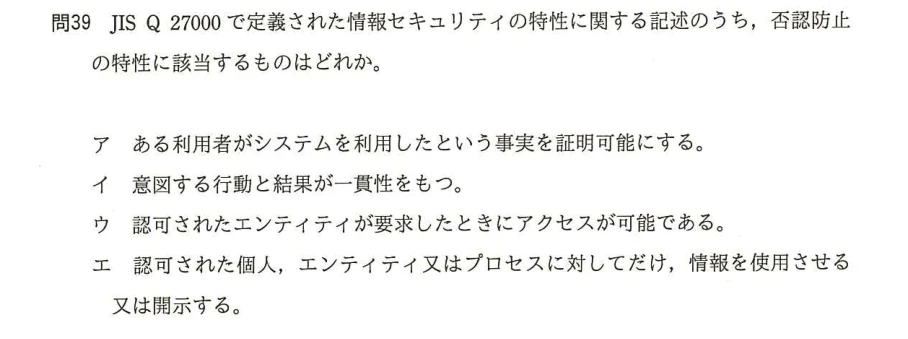 問39　JIS Q 27000で定義された情報セキュリティの特性に関する記述のうち，否認防止
の特性に該当するものはどれか。
ア　ある利用者がシステムを利用したという事実を証明可能にする。
イ　意図する行動と結果が一貫性をもつ。
ウ　認可されたエンティティが要求したときにアクセスが可能である。
エ　認可された個人，エンティティ又はプロセスに対してだけ，情報を使用させる
又は開示する。